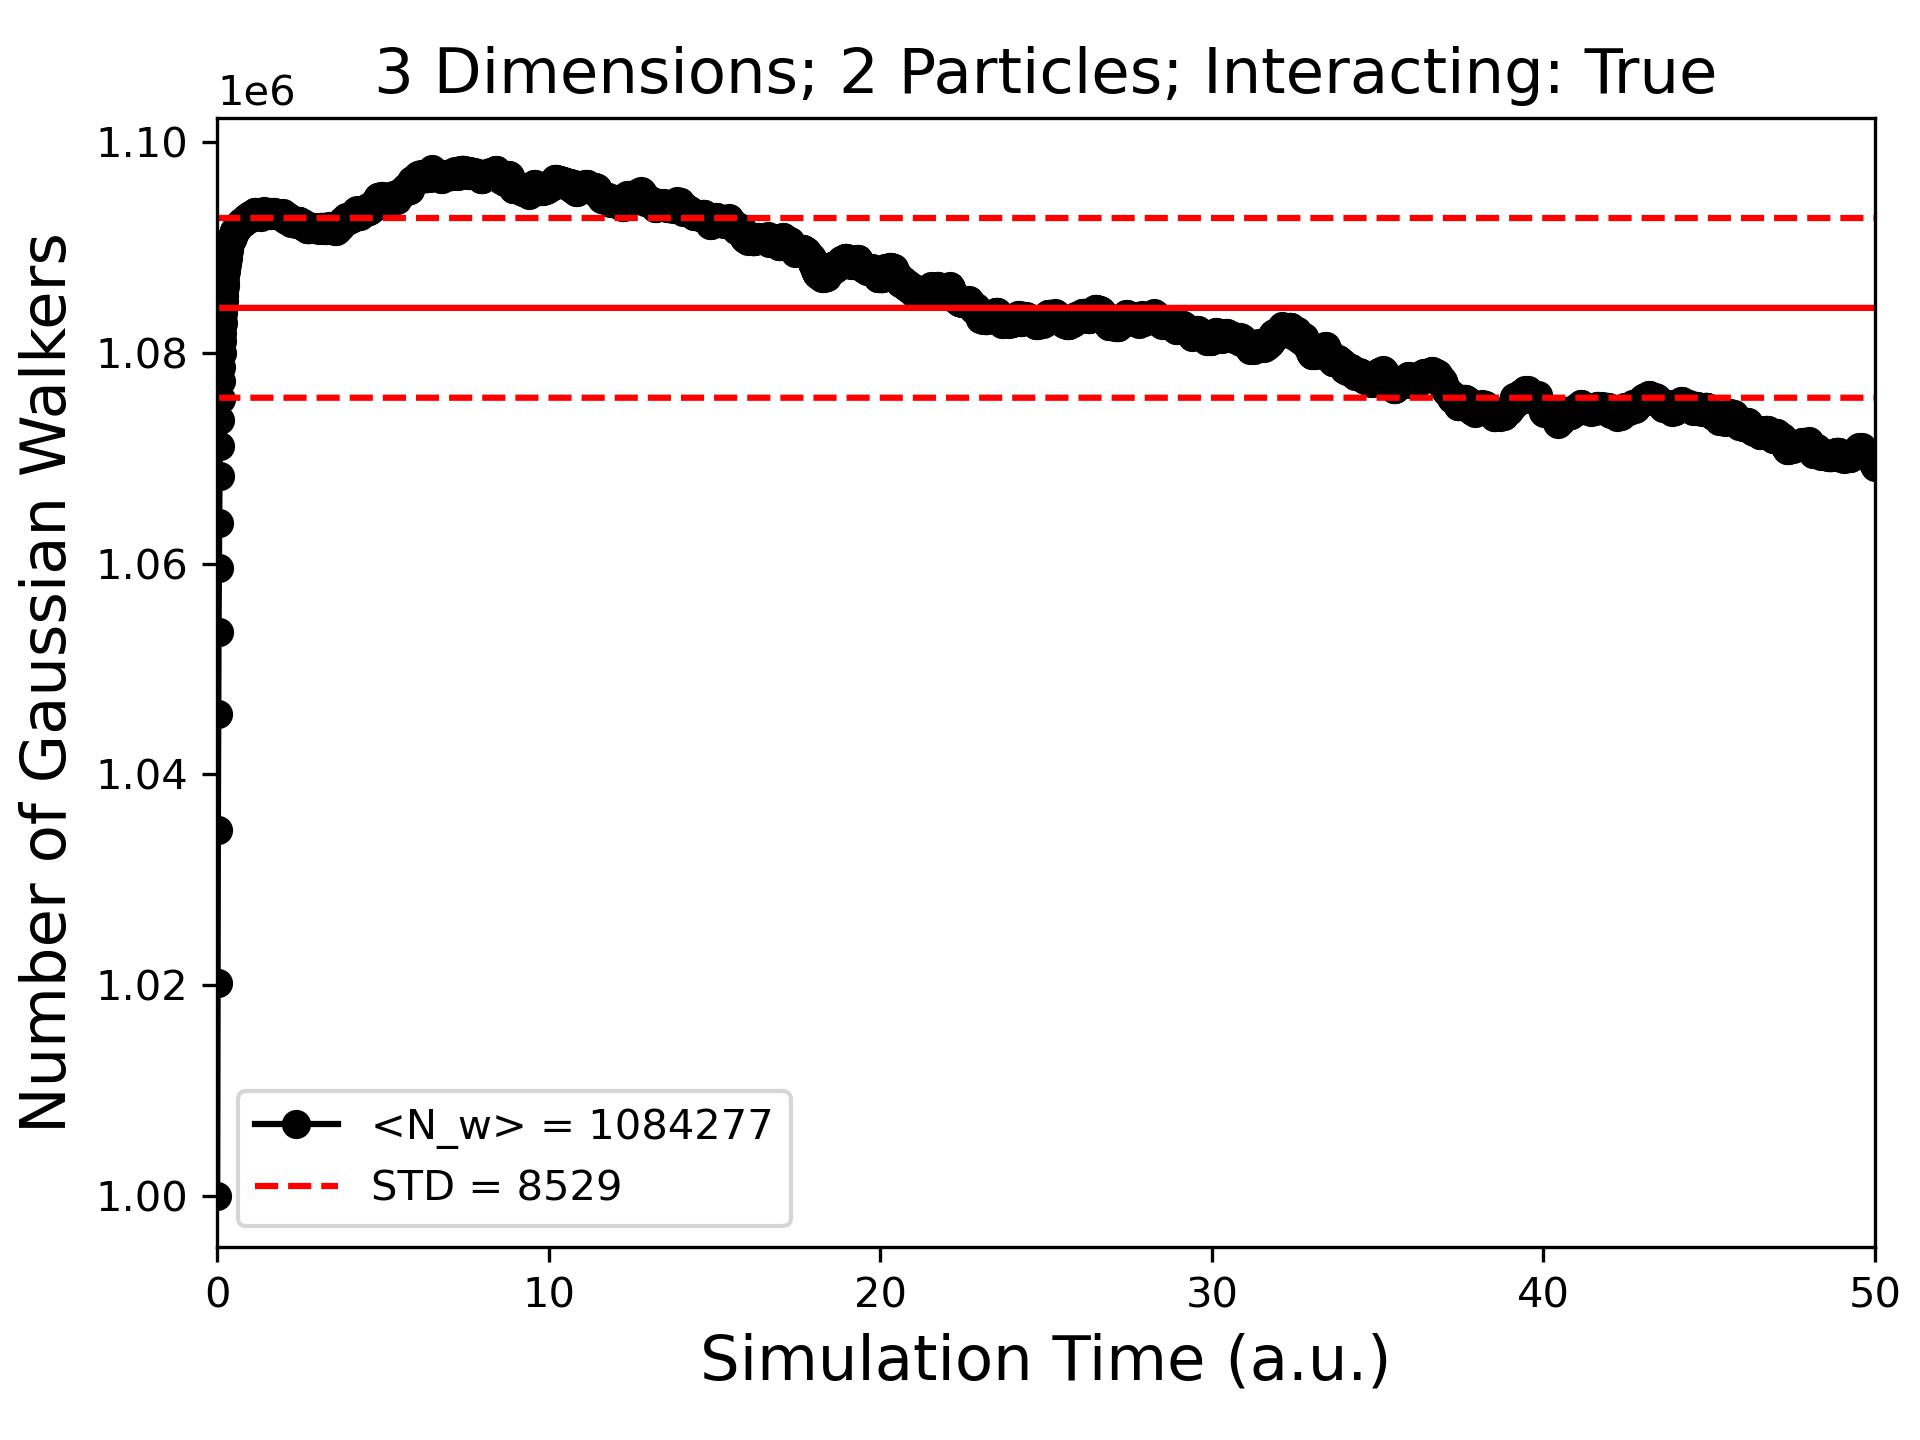 3 Dimensions; 2 Particles; Interacting: True
1e6
1.10
1.08
1.06
1.04
1.02
1.00
Number of Gaussian Walkers
<N_w> = 1084277
STD = 8529
0 10 20 30 40 50
Simulation Time (a.u.)